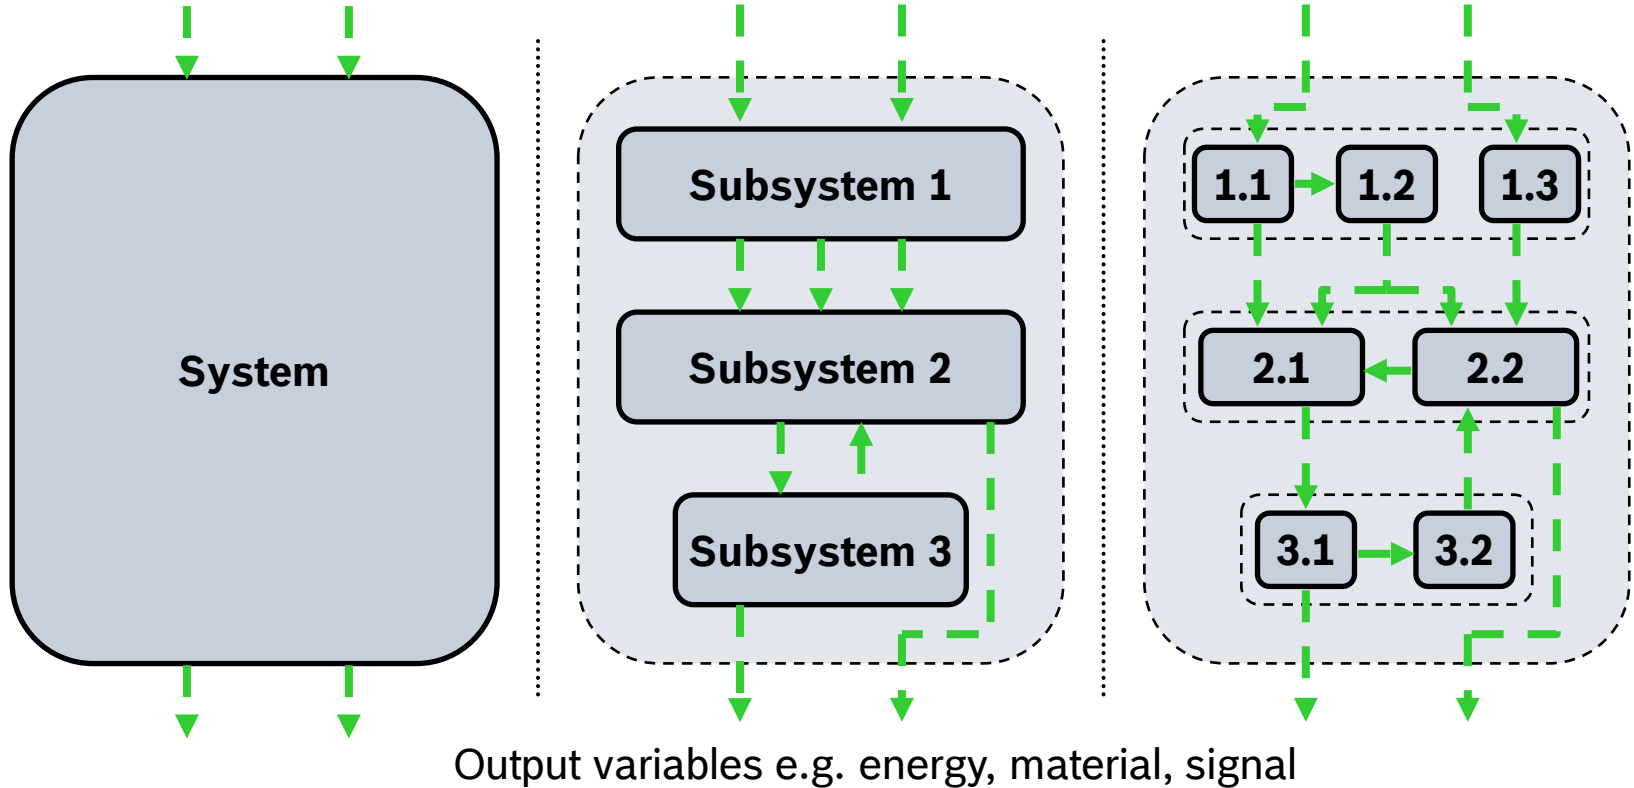 System
Subsystem 1
Subsystem 2
Subsystem 3
1.1 1.2 1.3
2.1 2.2
3.1 3.2
Output variables e.g. energy, material, signal